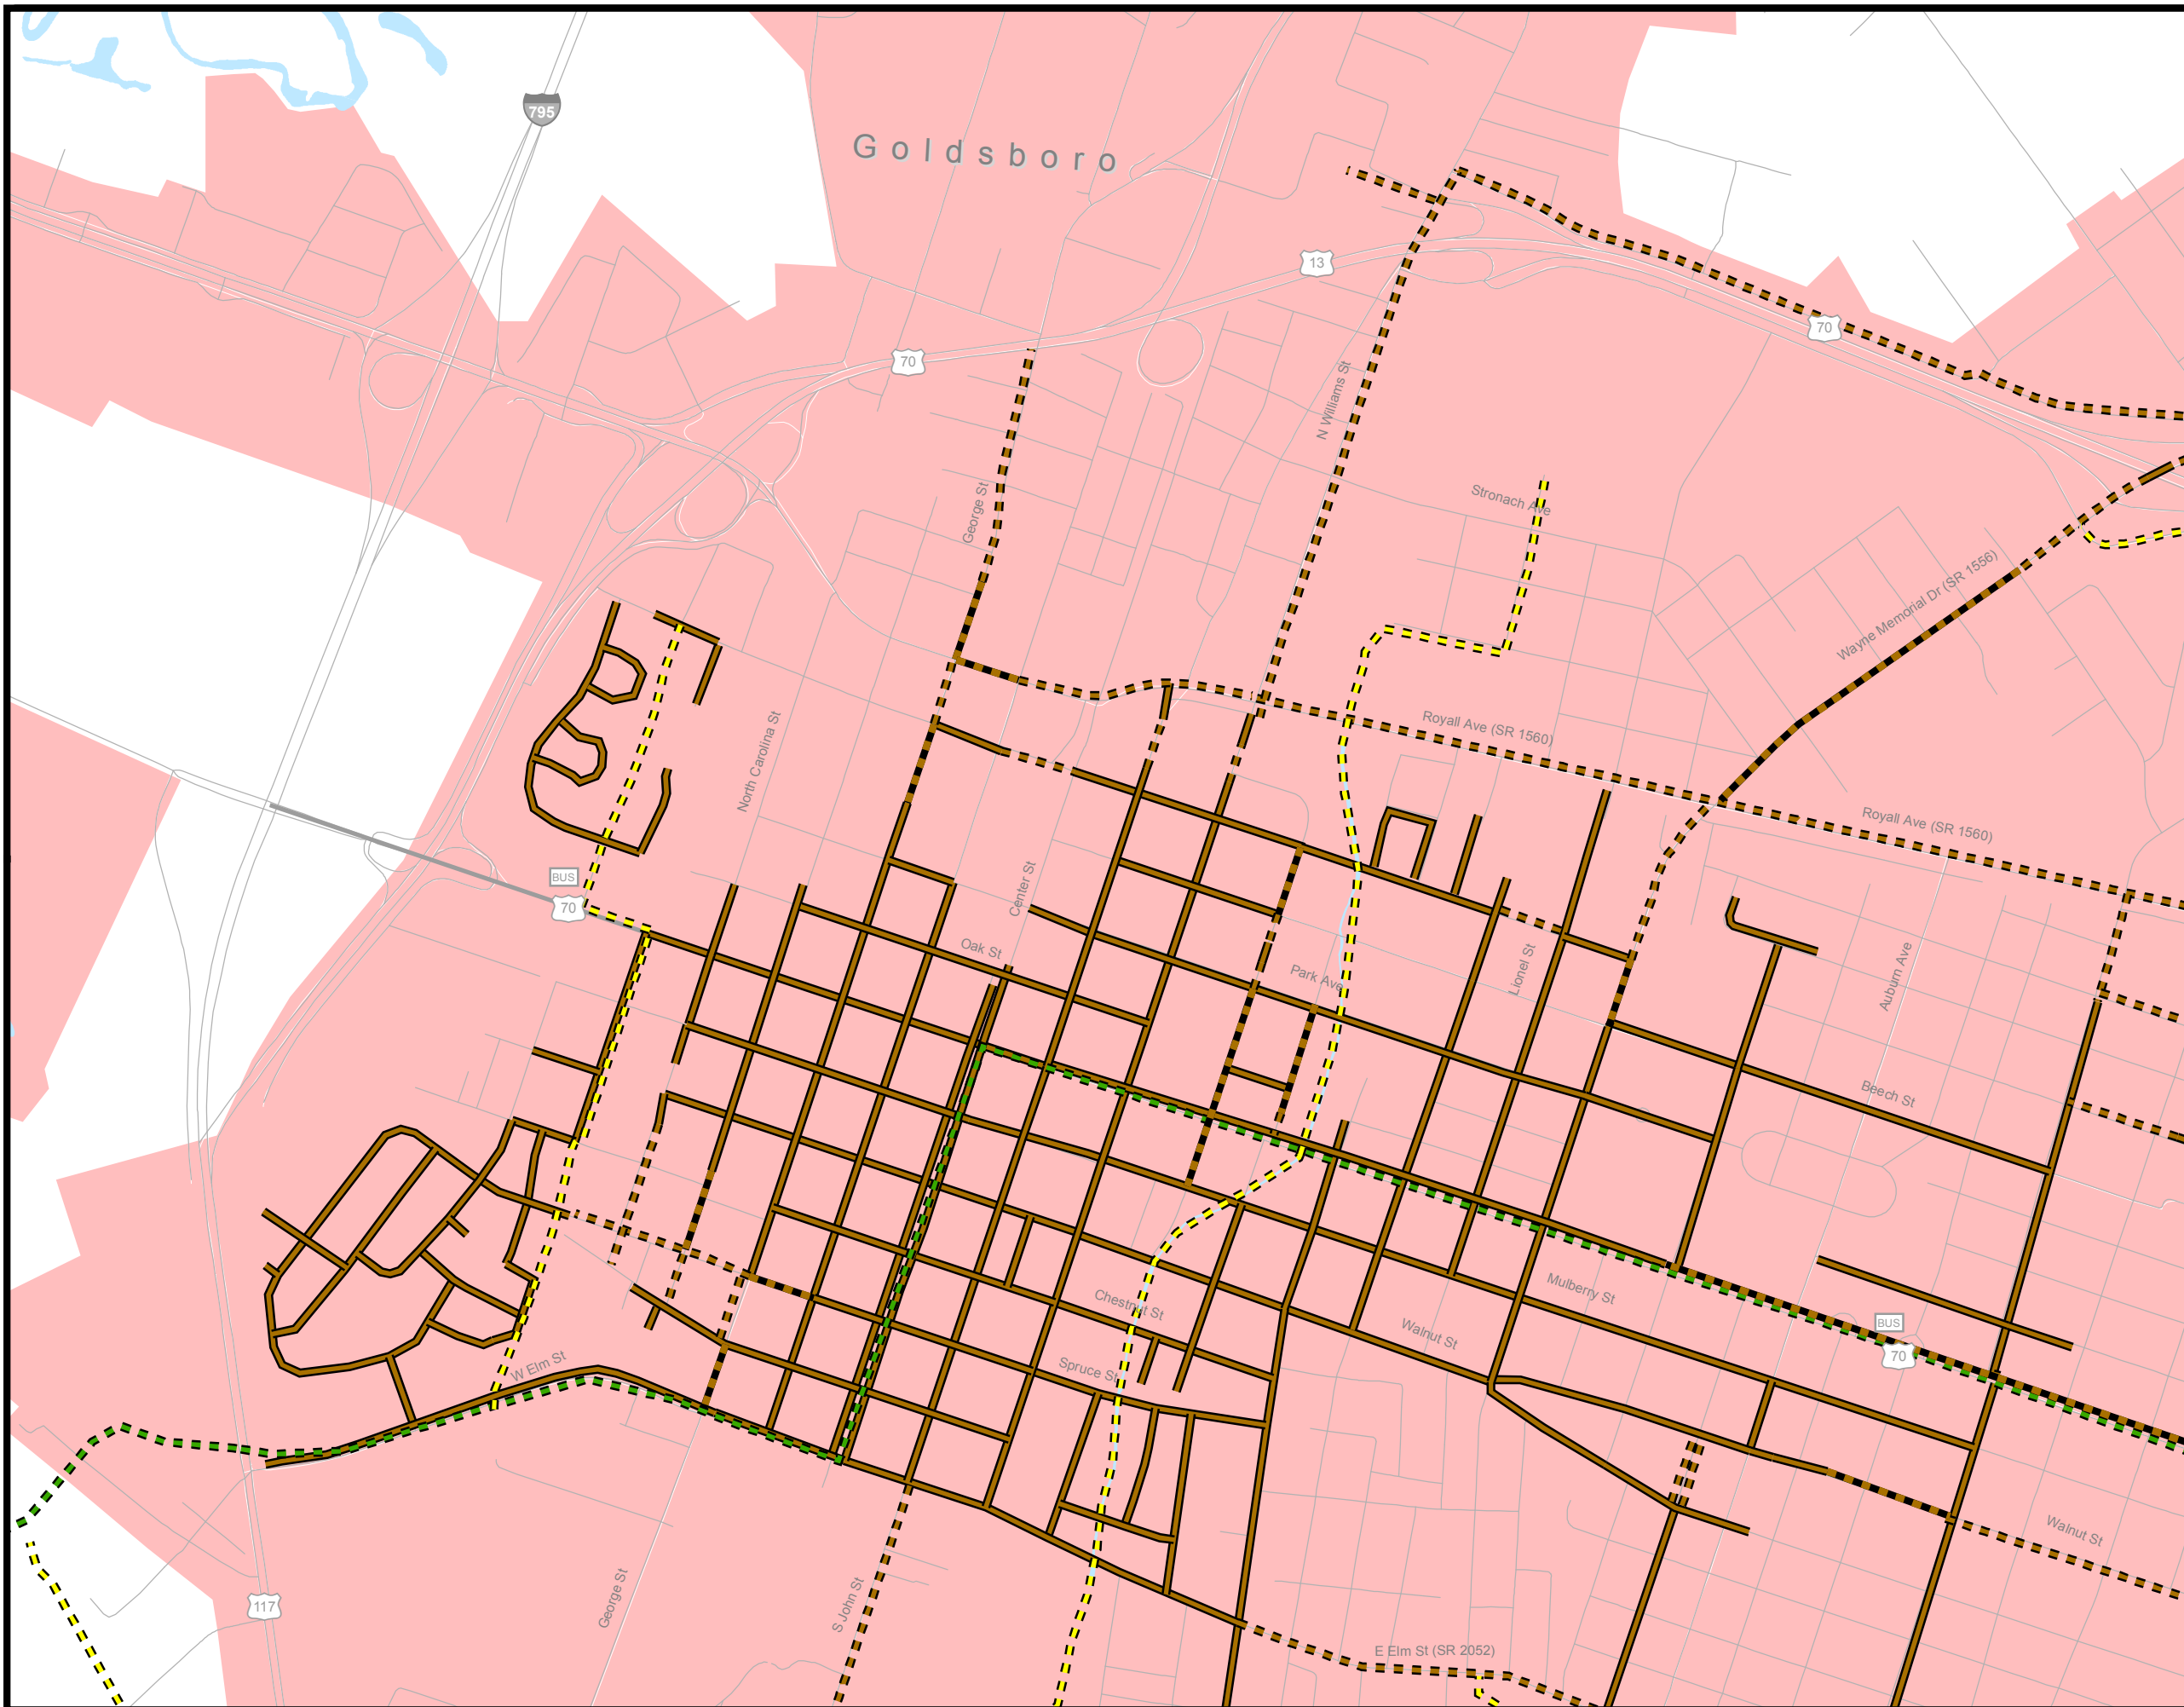 795
Goldsboro
13
70
70
N Williams St
George St
Stronach Ave
Wayne Memorial Dr (SR 1556)
North Carolina St
Royall Ave (SR 1560)
Royall Ave (SR 1560)
Center St
BUS
70
Oak St
Park Ave
Lionel St
Auburn Ave
Beech St
Mulberry St
Chestnut St
Walnut St
BUS
70
Spruce St
W Elm St
Walnut St
117
George St
S John St
E Elm St (SR 2052)